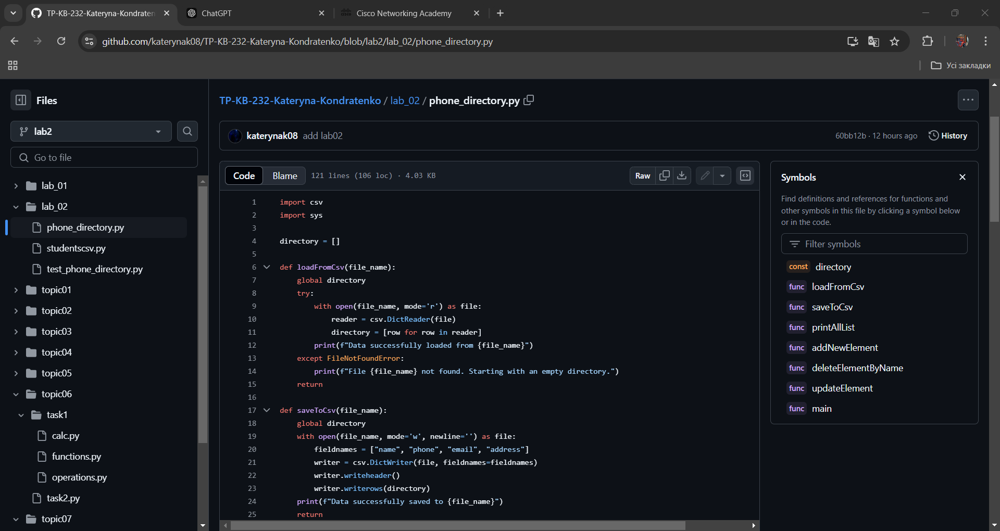 TP-KB-232-Kateryna-Kondraten
ChatGPT
Cisco Networking Academy
github.com/katerynak08/TP-KB-232-Kateryna-Kondratenko/blob/lab2/lab_02/phone_directory.py
Усі закладки
Files
lab2
Go to file
lab_01
lab_02
phone_directory.py
studentscsv.py
test_phone_directory.py
topic01
topic02
topic03
topic04
topic05
topic06
task1
calc.py
functions.py
operations.py
task2.py
topic07
TP-KB-232-Kateryna-Kondratenko / lab_02 / phone_directory.py
katerynak08 add lab02
60bb12b · 12 hours ago History
Code Blame 121 lines (106 loc) · 4.03 KB Raw
1 import csv
2 import sys
3
4 directory = []
5
6 def loadFromCsv(file_name):
7 global directory
8 try:
9 with open(file_name, mode='r') as file:
10 reader = csv.DictReader(file)
11 directory = [row for row in reader]
12 print(f"Data successfully loaded from {file_name}")
13 except FileNotFoundError:
14 print(f"File {file_name} not found. Starting with an empty directory.")
15 return
16
17 def saveToCsv(file_name):
18 global directory
19 with open(file_name, mode='w', newline='') as file:
20 fieldnames = ["name", "phone", "email", "address"]
21 writer = csv.DictWriter(file, fieldnames=fieldnames)
22 writer.writeheader()
23 writer.writerows(directory)
24 print(f"Data successfully saved to {file_name}")
25 return
Symbols
Find definitions and references for functions and
other symbols in this file by clicking a symbol below
or in the code.
Filter symbols
const directory
func loadFromCsv
func saveToCsv
func printAllList
func addNewElement
func deleteElementByName
func updateElement
func main